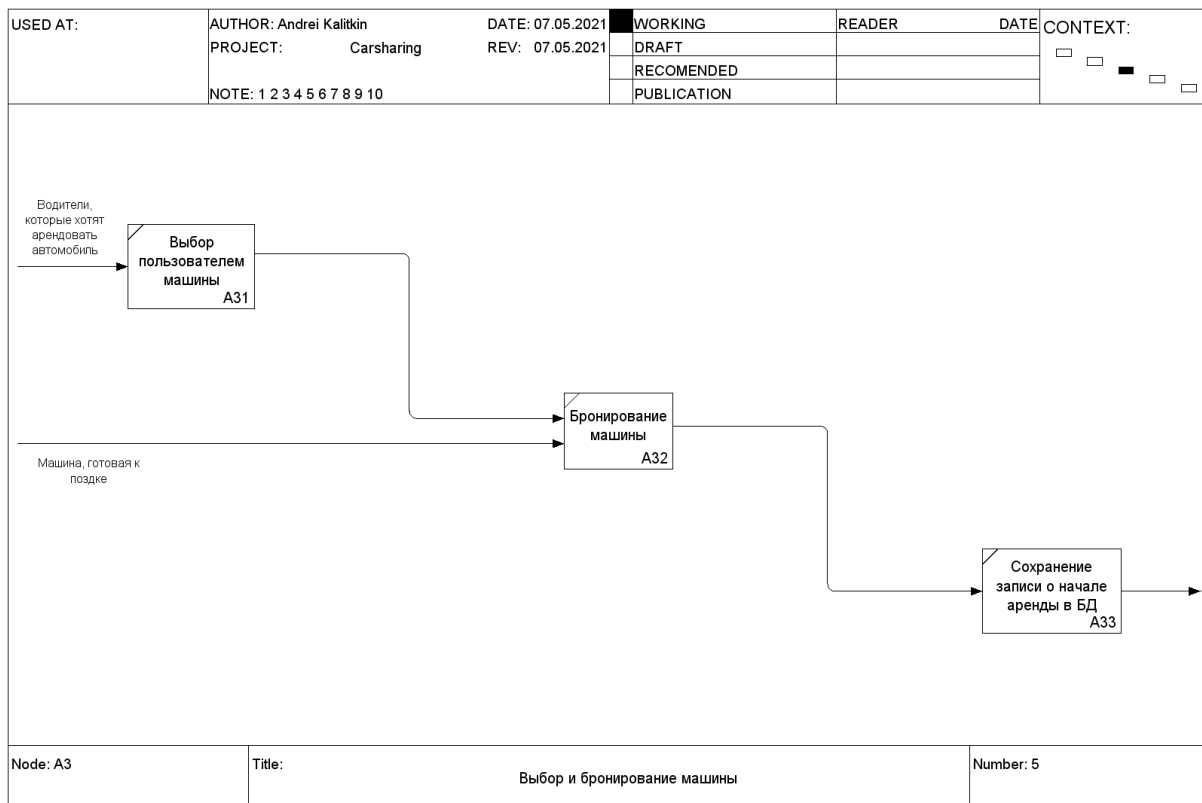 USED AT:
AUTHOR: Andrei Kalitkin
DATE: 07.05.2021
PROJECT: Carsharing
REV: 07.05.2021
NOTE: 1 2 3 4 5 6 7 8 9 10
WORKING
DRAFT
RECOMENDED
PUBLICATION
READER DATE
CONTEXT:
Водители,
которые хотят
арендовать
автомобиль
Выбор
пользователем
машины
A31
Бронирование
машины
A32
Машина, готовая к
поздке
Сохранение
записи о начале
аренды в БД
A33
Node: A3
Title:
Выбор и бронирование машины
Number: 5